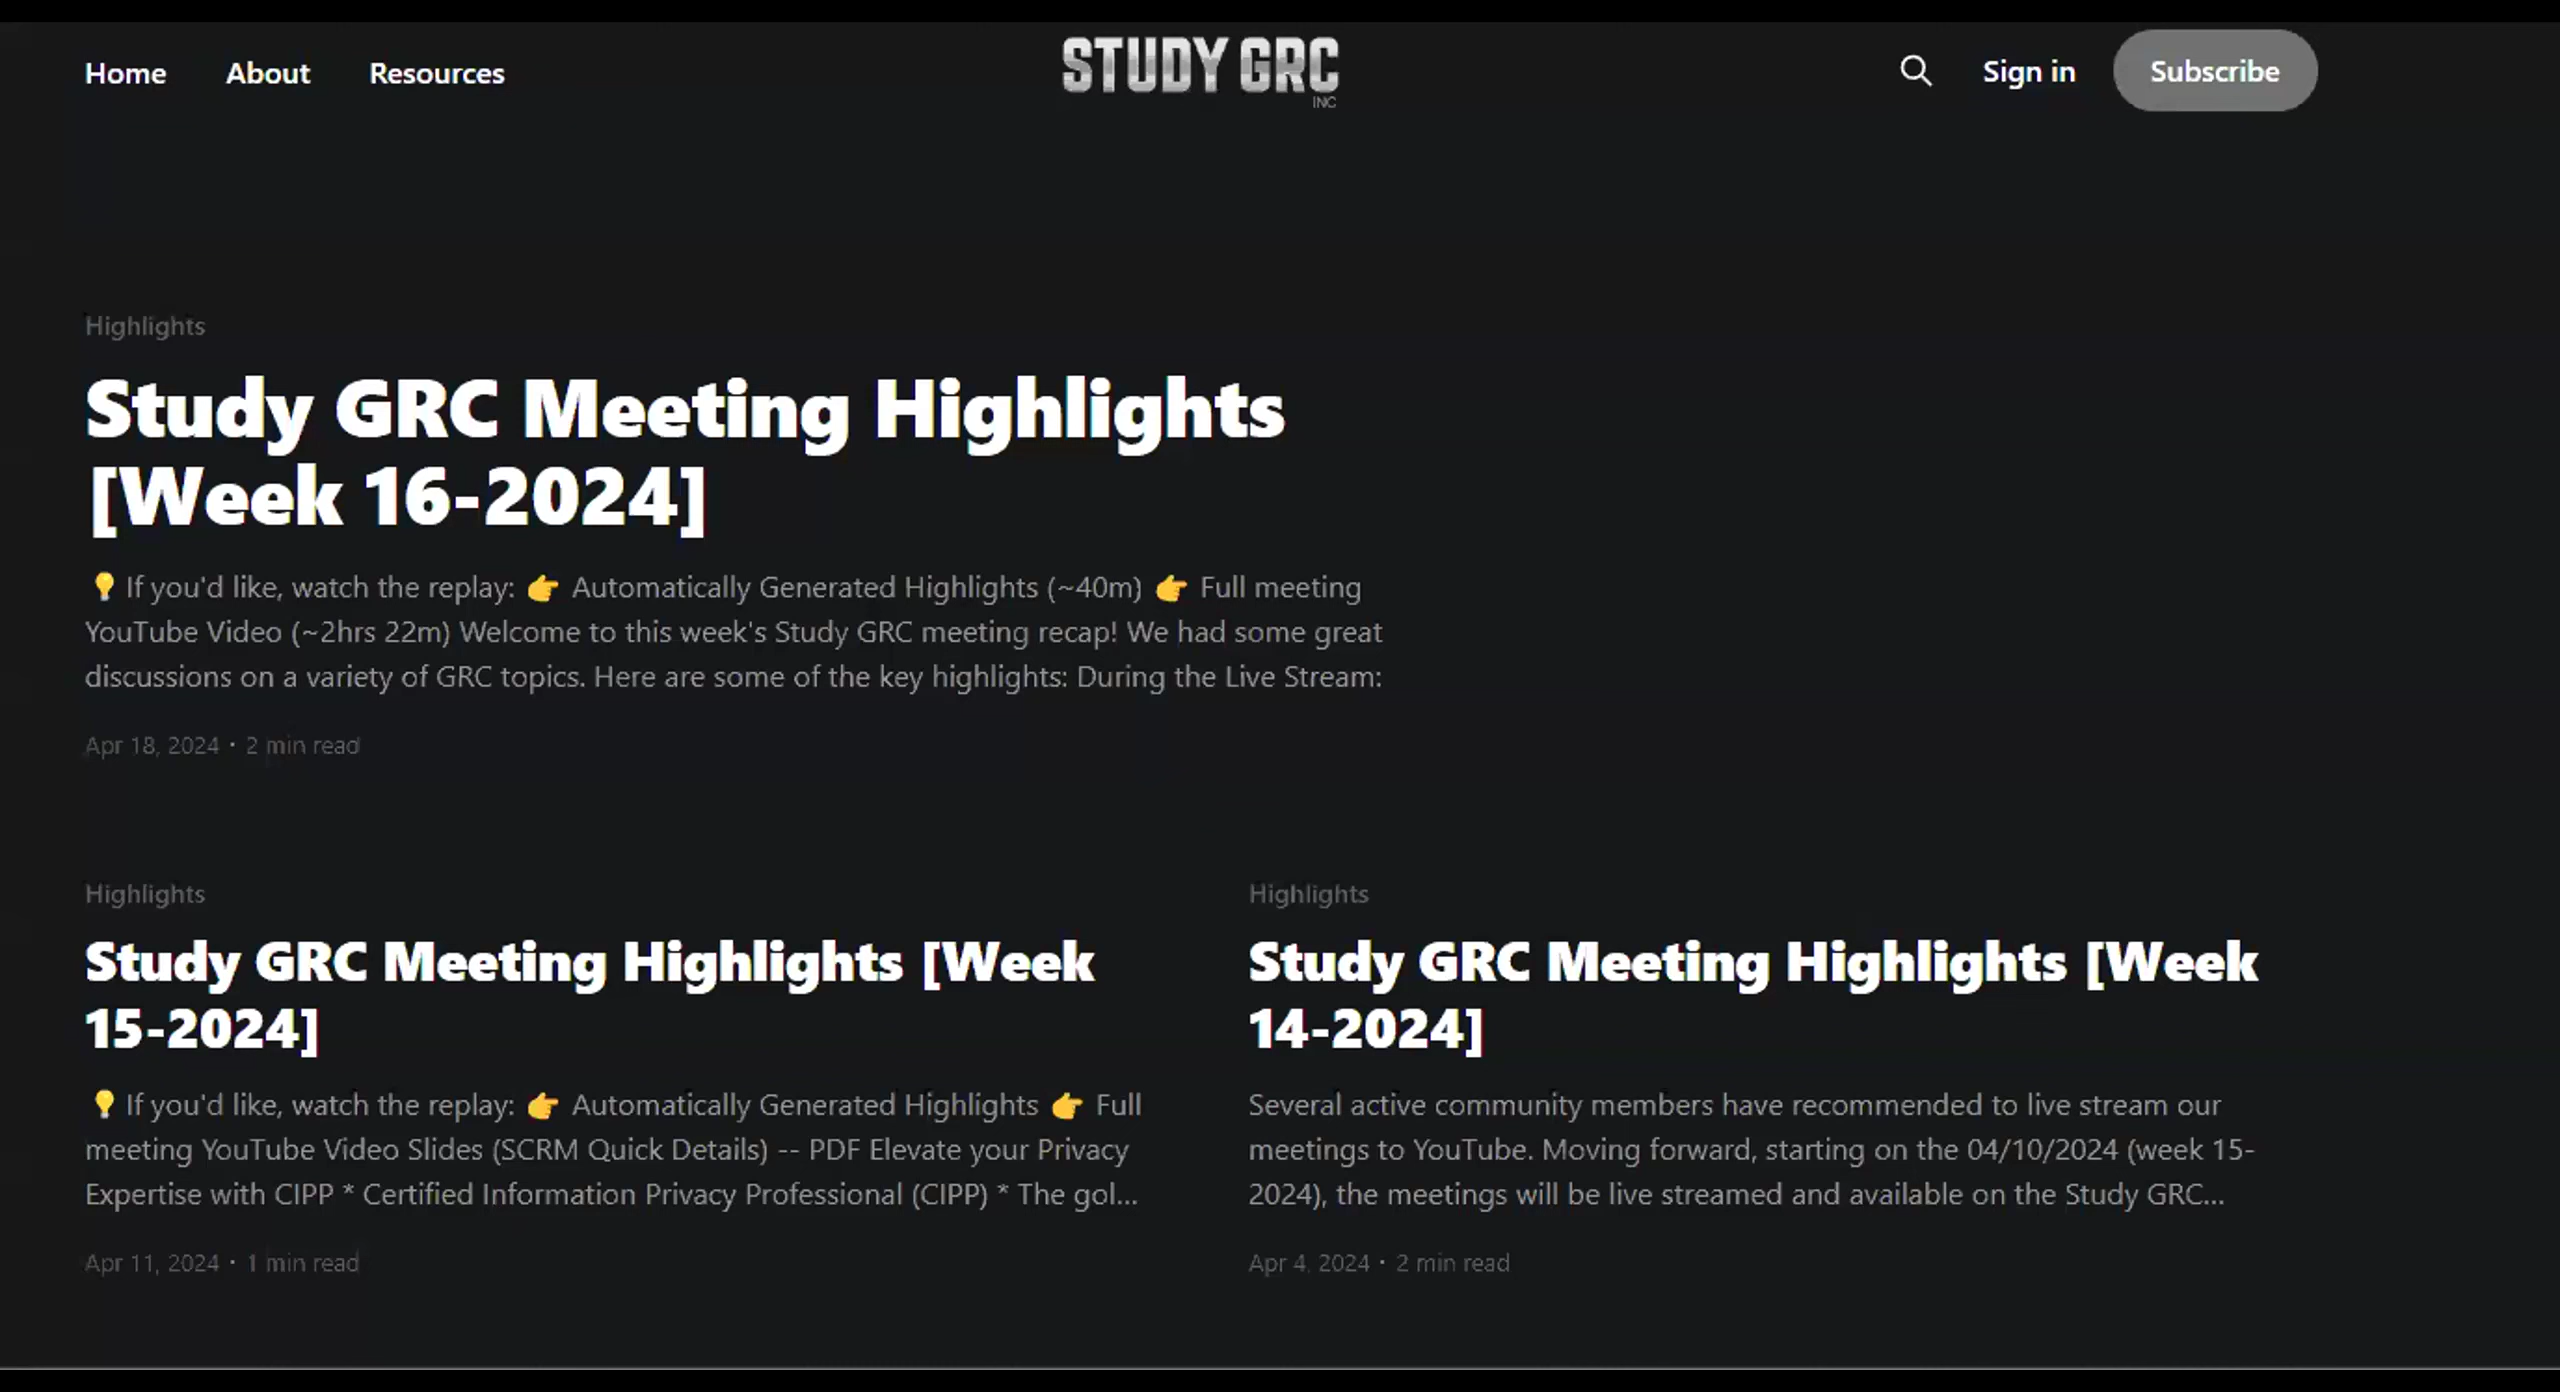 Home About Resources
STUDY GRC
INC
Sign in Subscribe
Highlights
Study GRC Meeting Highlights
[Week 16-2024]
💡If you'd like, watch the replay: 👉 Automatically Generated Highlights (~40m) 👉 Full meeting
YouTube Video (~2hrs 22m) Welcome to this week's Study GRC meeting recap! We had some great
discussions on a variety of GRC topics. Here are some of the key highlights: During the Live Stream:
Apr 18, 2024 • 2 min read
Highlights
Study GRC Meeting Highlights [Week
15-2024]
💡If you'd like, watch the replay: 👉 Automatically Generated Highlights 👉 Full
meeting YouTube Video Slides (SCRM Quick Details) -- PDF Elevate your Privacy
Expertise with CIPP * Certified Information Privacy Professional (CIPP) * The gol...
Apr 11, 2024 • 1 min read
Highlights
Study GRC Meeting Highlights [Week
14-2024]
Several active community members have recommended to live stream our
meetings to YouTube. Moving forward, starting on the 04/10/2024 (week 15-
2024), the meetings will be live streamed and available on the Study GRC...
Apr 4, 2024 • 2 min read